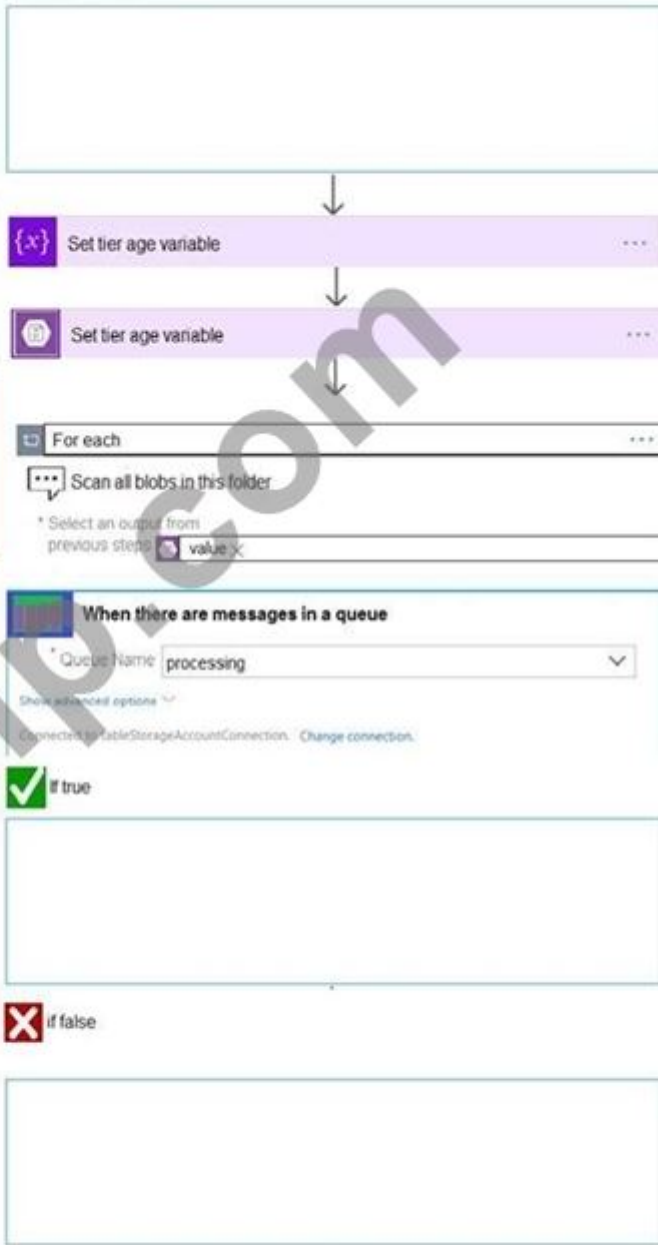 {x} Set tier age variable ...
Set tier age variable ...
For each ...
Scan all blobs in this folder
* Select an output from
previous steps value ×
When there are messages in a queue
* Queue Name processing
Show advanced options
Connected to tableStorageAccountConnection. Change connection.
If true
if false
p.com